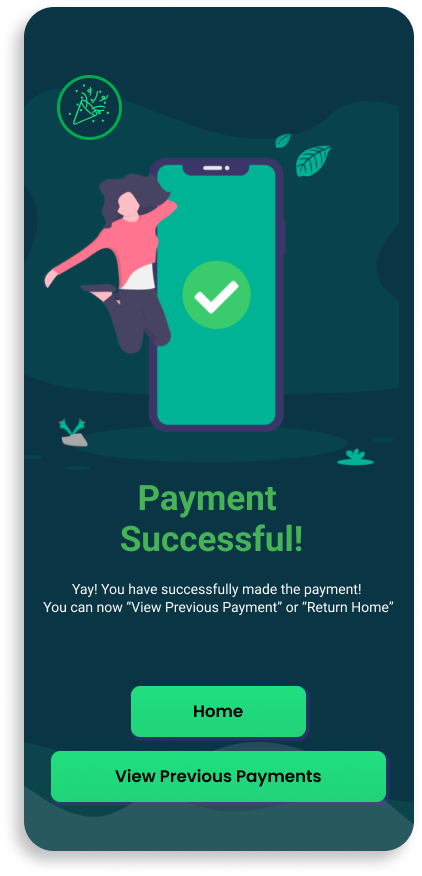 Payment
Successful!
Yay! You have successfully made the payment!
You can now “View Previous Payment” or “Return Home”
Home
View Previous Payments